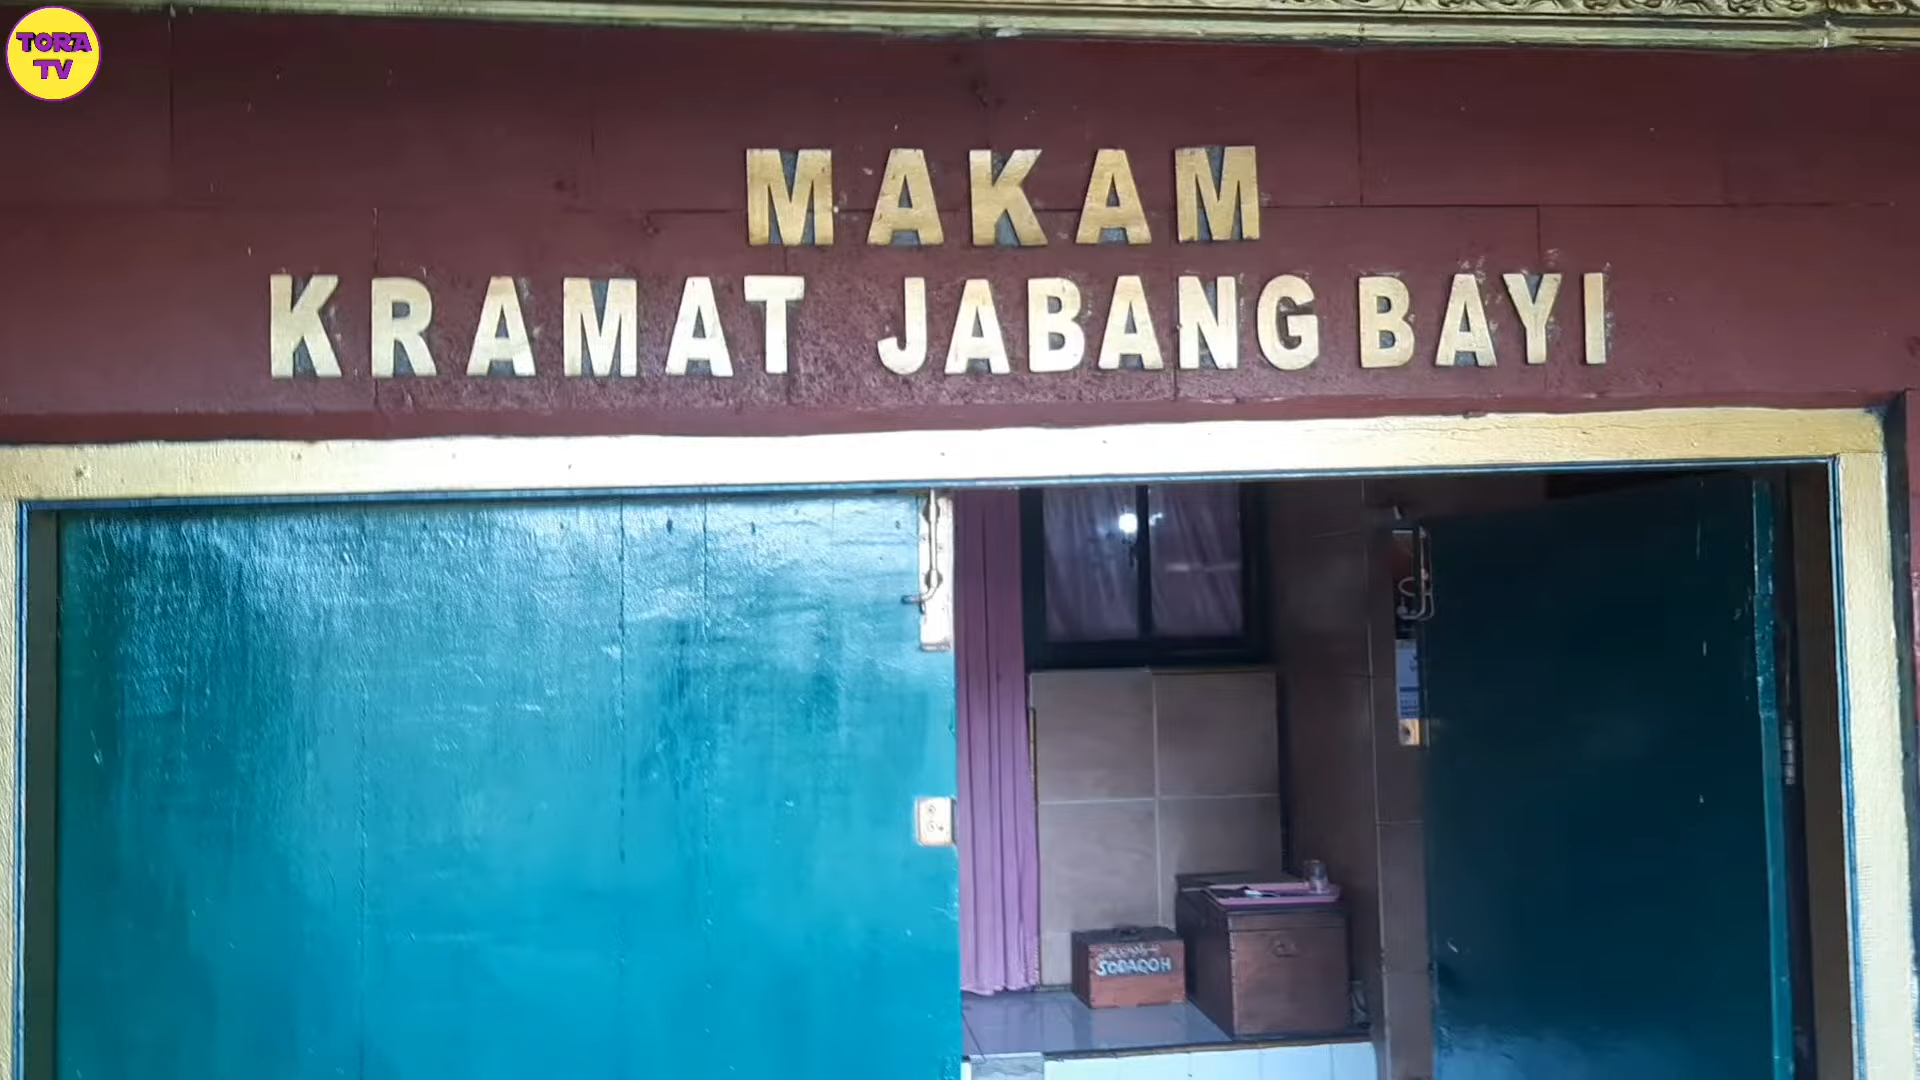 TORA
TV
MAKAM
KRAMAT JABANG BAYI
SODAQOH